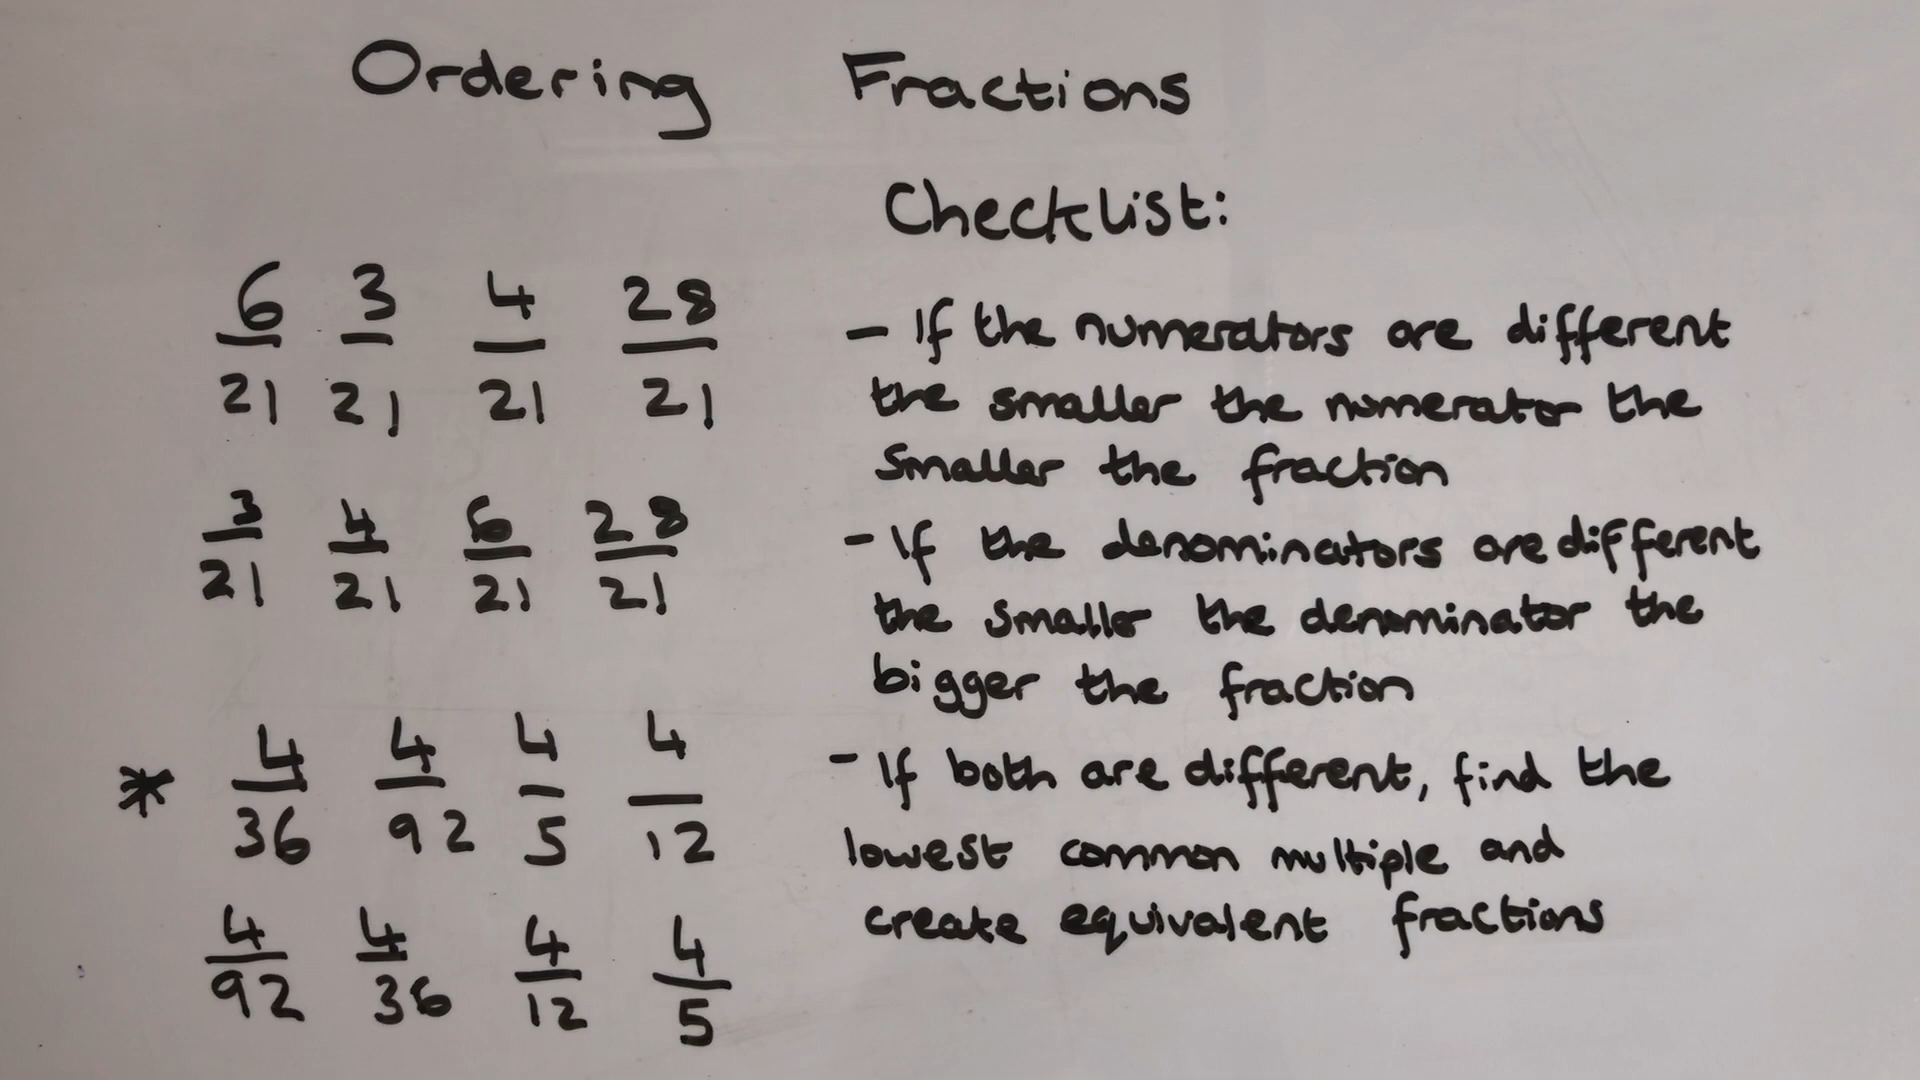 Ordering Fractions
Checklist:
6 3 4 28
21 21 21 21
3 4 6 28
21 21 21 21
* 4 4 4 4
36 92 5 12
4 4 4 4
92 36 12 5
- If the numerators are different
the smaller the numerator the
smaller the fraction
- If the denominators are different
the smaller the denominator the
bigger the fraction
- If both are different, find the
lowest common multiple and
create equivalent fractions